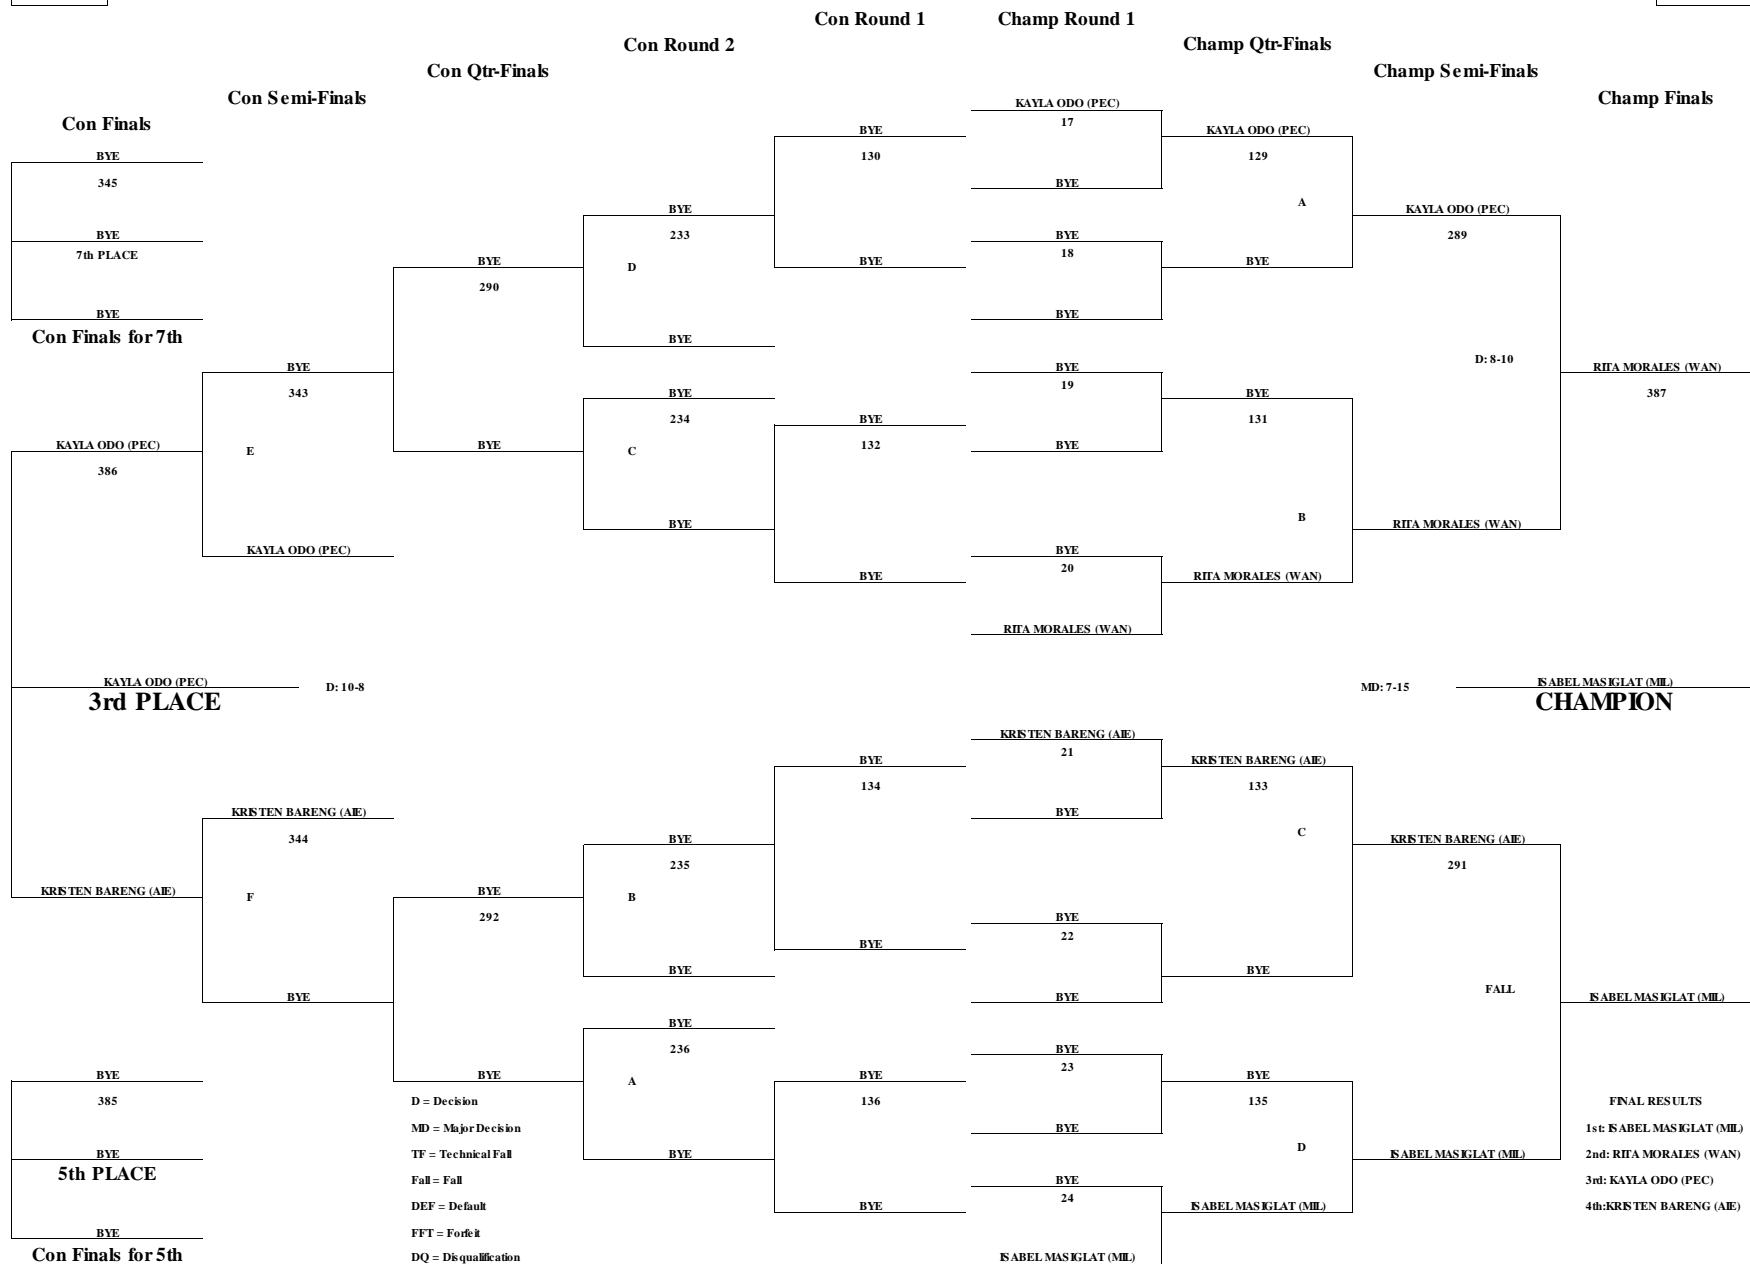 Con Round 1 Champ Round 1
Con Round 2 Champ Qtr-Finals
Con Qtr-Finals Champ Semi-Finals
Con Semi-Finals Champ Finals
KAYLA ODO (PEC)
Con Finals 17
BYE KAYLA ODO (PEC)
BYE 130 129
345 BYE
A
BYE KAYLA ODO (PEC)
BYE 233 BYE 289
7th PLACE 18
BYE D BYE BYE
290
BYE BYE
Con Finals for 7th BYE
D: 8-10
BYE BYE RITA MORALES (WAN)
19
343 BYE BYE 387
234 BYE 131
KAYLA ODO (PEC) E BYE C 132 BYE
386
B
BYE RITA MORALES (WAN)
KAYLA ODO (PEC) BYE
20
BYE RITA MORALES (WAN)
RITA MORALES (WAN)
KAYLA ODO (PEC) D: 10-8 MD: 7-15 ISABEL MASIGLAT (MIL)
3rd PLACE CHAMPION
KRISTEN BARENG (AIE)
21
BYE KRISTEN BARENG (AIE)
134 133
KRISTEN BARENG (AIE) BYE
344 BYE C KRISTEN BARENG (AIE)
235 291
KRISTEN BARENG (AIE) F BYE B
292 BYE
22
BYE
BYE BYE
FALL
BYE BYE ISABEL MASIGLAT (MIL)
BYE
236 BYE
23
BYE BYE A BYE BYE
385 D = Decision 136 135 FINAL RESULTS
MD = Major Decision BYE 1st: ISABEL MASIGLAT (MIL)
D
BYE TF = Technical Fall BYE ISABEL MASIGLAT (MIL) 2nd: RITA MORALES (WAN)
5th PLACE Fall = Fall BYE 3rd: KAYLA ODO (PEC)
24
DEF = Default BYE ISABEL MASIGLAT (MIL) 4th:KRISTEN BARENG (AIE)
BYE FFT = Forfeit
Con Finals for 5th DQ = Disqualification ISABEL MASIGLAT (MIL)